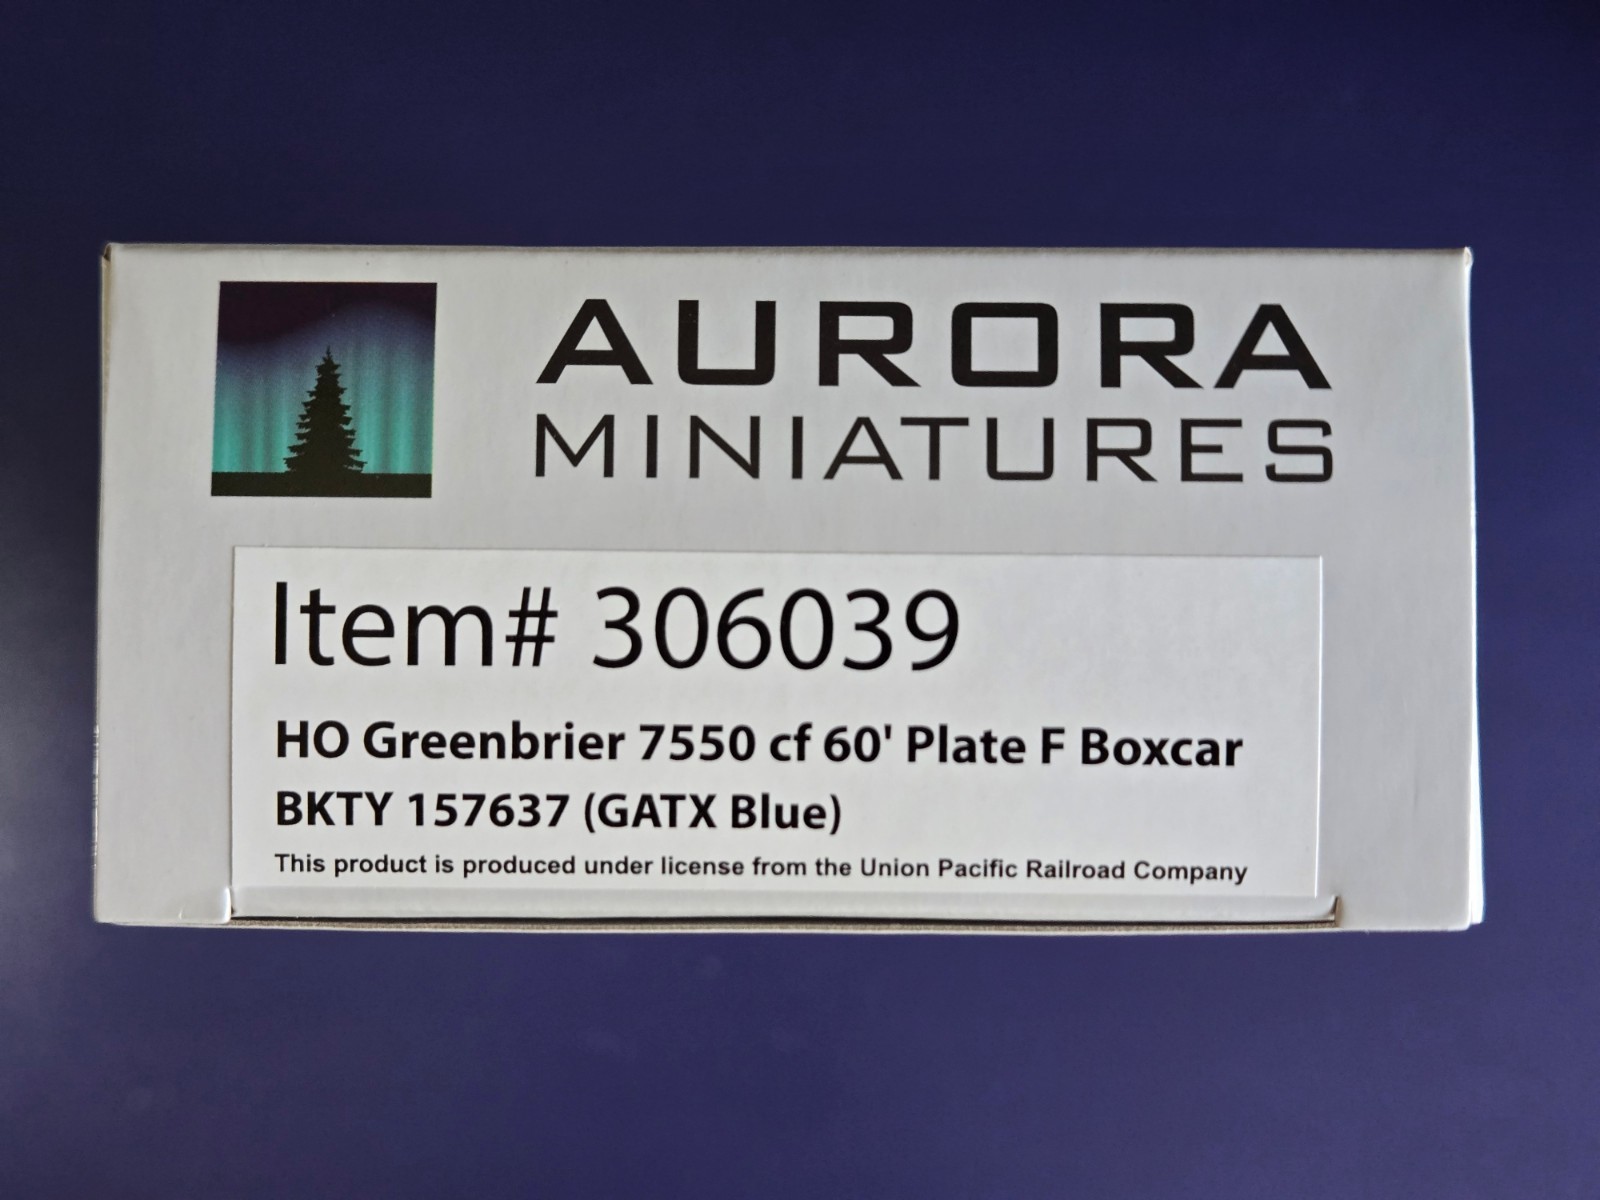 AURORA
MINIATURES
Item# 306039
HO Greenbrier 7550 cf 60' Plate F Boxcar
BKTY 157637 (GATX Blue)
This product is produced under license from the Union Pacific Railroad Company